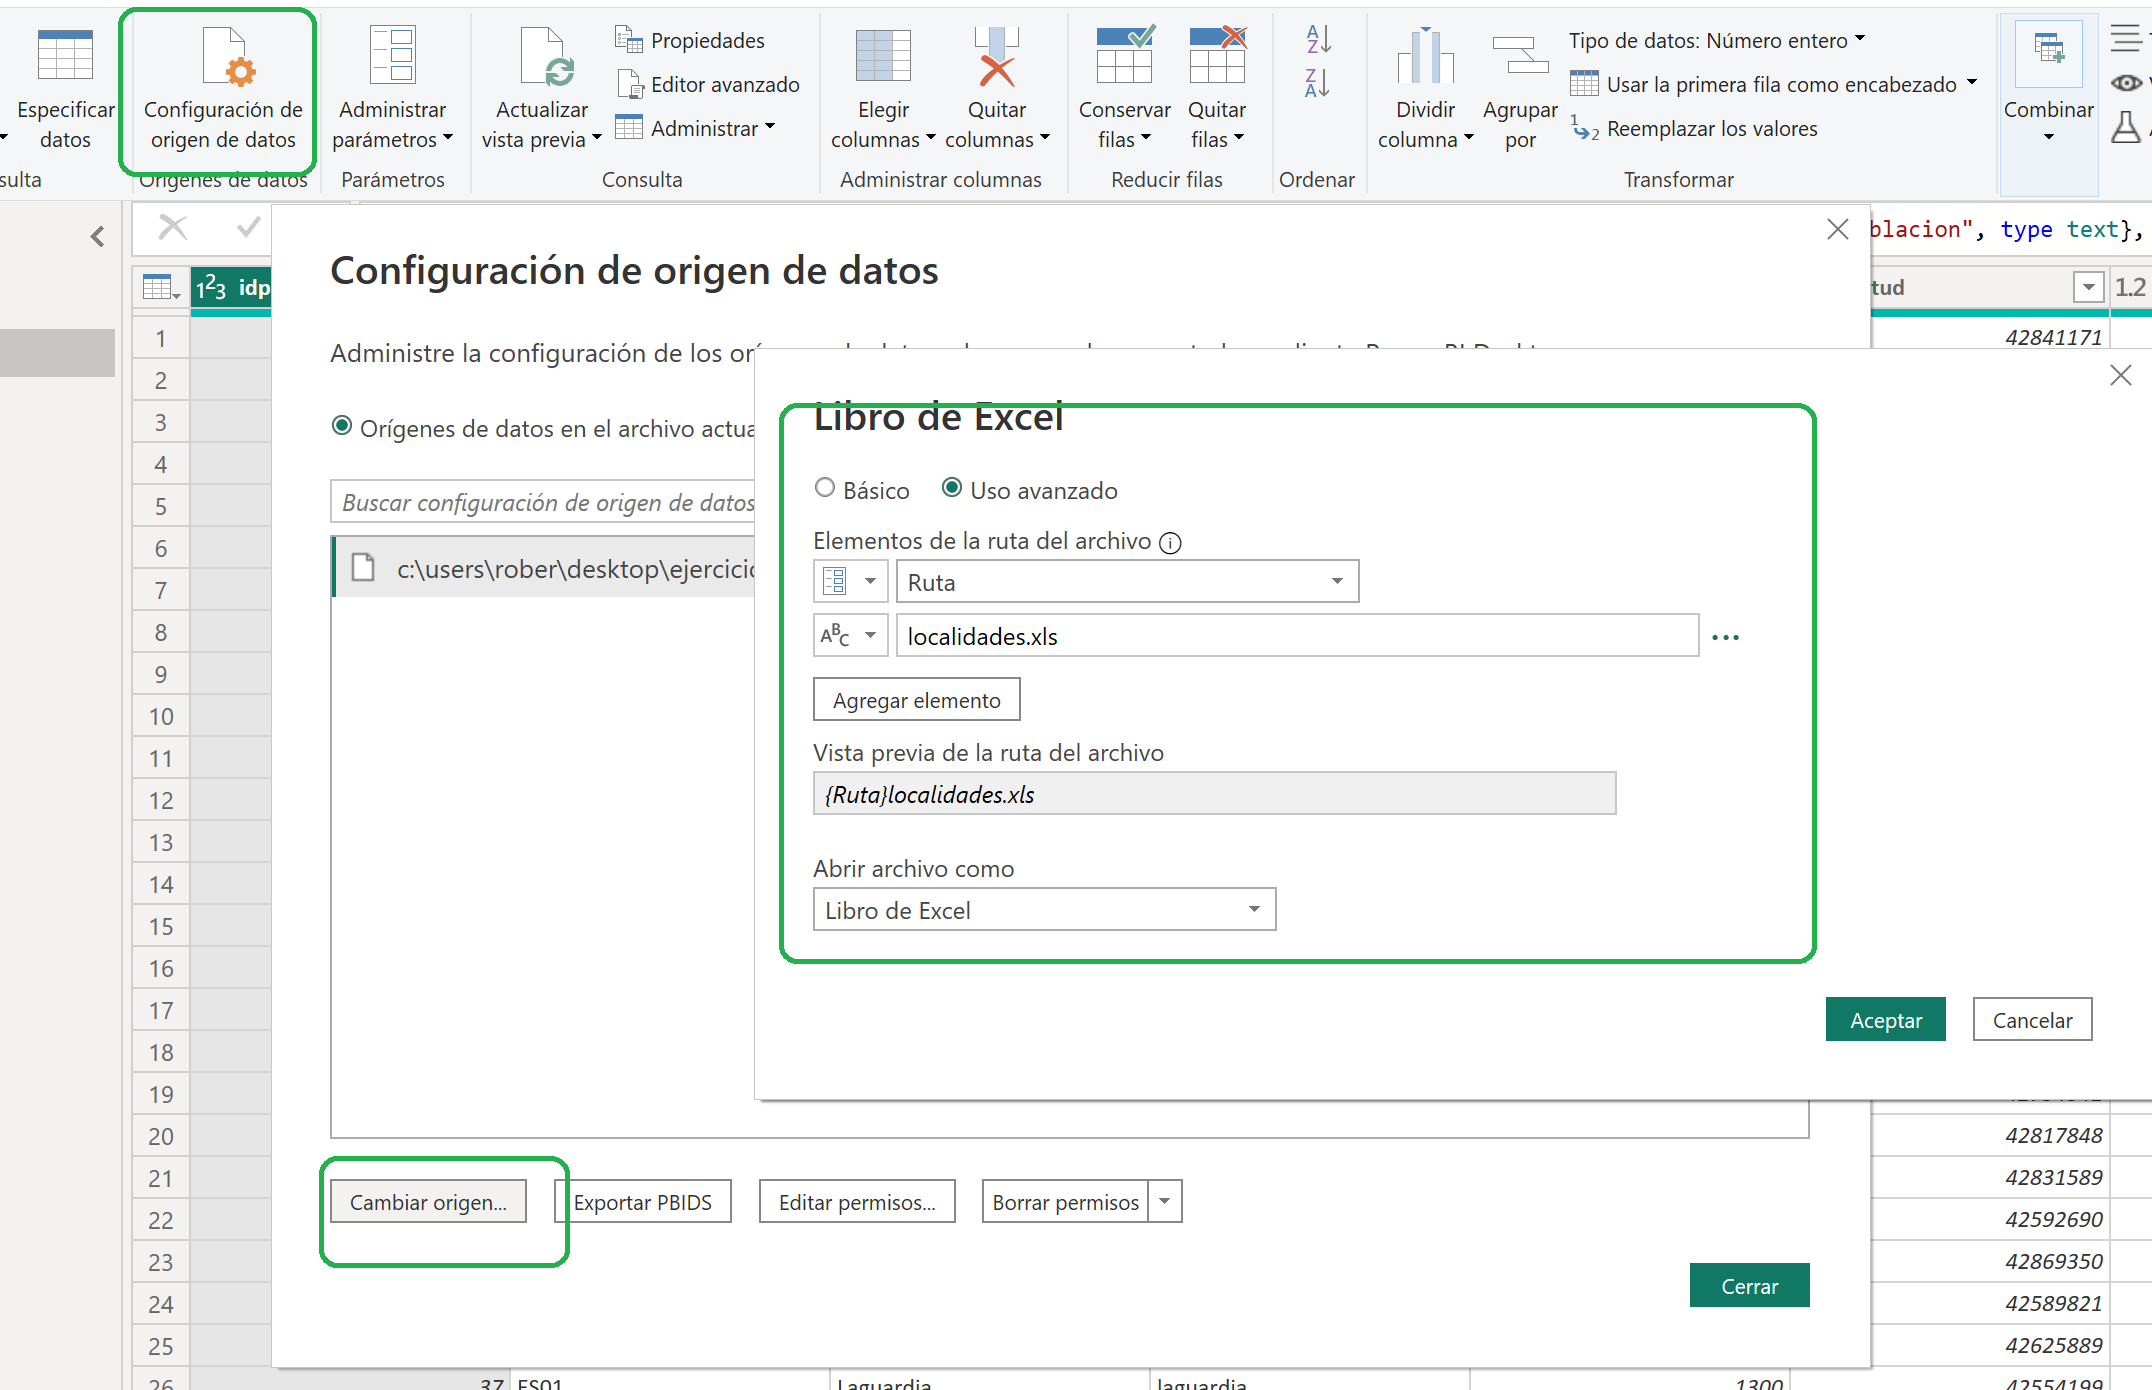 Especificar
datos
sulta
Configuración de
origen de datos
Orígenes de datos
Administrar
parámetros
Parámetros
Actualizar
vista previa
Propiedades
Editor avanzado
Administrar
Consulta
Elegir
columnas
Quitar
columnas
Administrar columnas
Conservar
filas
Quitar
filas
Reducir filas
Ordenar
Dividir
columna
Agrupar
por
Tipo de datos: Número entero
Usar la primera fila como encabezado
Reemplazar los valores
Transformar
Combinar
blacion", type text},
123 idp
tud
1.2
Configuración de origen de datos
Administre la configuración de los
Orígenes de datos en el archivo actua
Buscar configuración de origen de datos
c:\users\rober\desktop\ejercicio
Libro de Excel
Básico
Uso avanzado
Elementos de la ruta del archivo
Ruta
ABC
localidades.xls
...
Agregar elemento
Vista previa de la ruta del archivo
{Ruta}localidades.xls
Abrir archivo como
Libro de Excel
Aceptar
Cancelar
Cambiar origen...
Exportar PBIDS
Editar permisos...
Borrar permisos
Cerrar
1
2
3
4
5
6
7
8
9
10
11
12
13
14
15
16
17
18
19
20
21
22
23
24
25
26
42841171
42817848
42831589
42592690
42869350
42589821
42625889
37
ES01
Laguardia
laguardia
1300
42554199